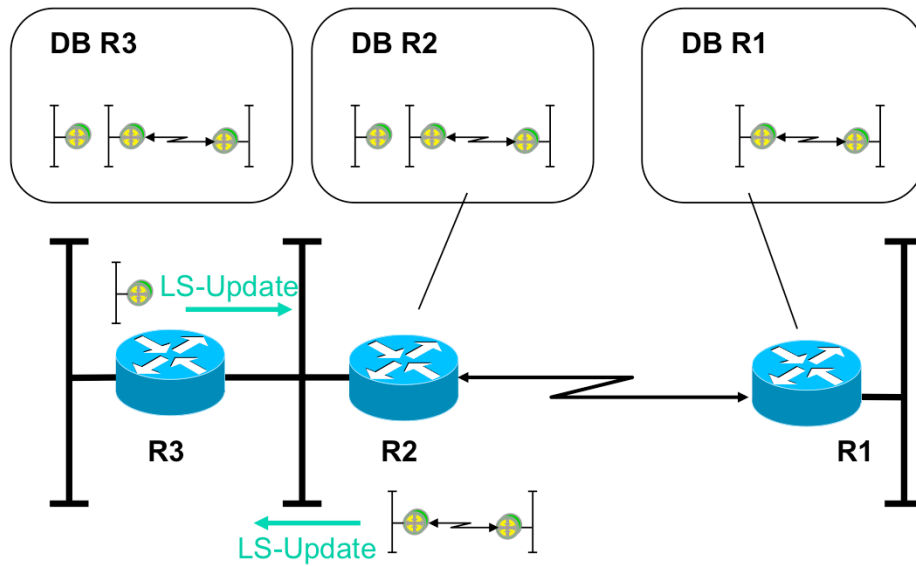 DB R3
DB R2
DB R1
LS-Update
R3
R2
R1
LS-Update